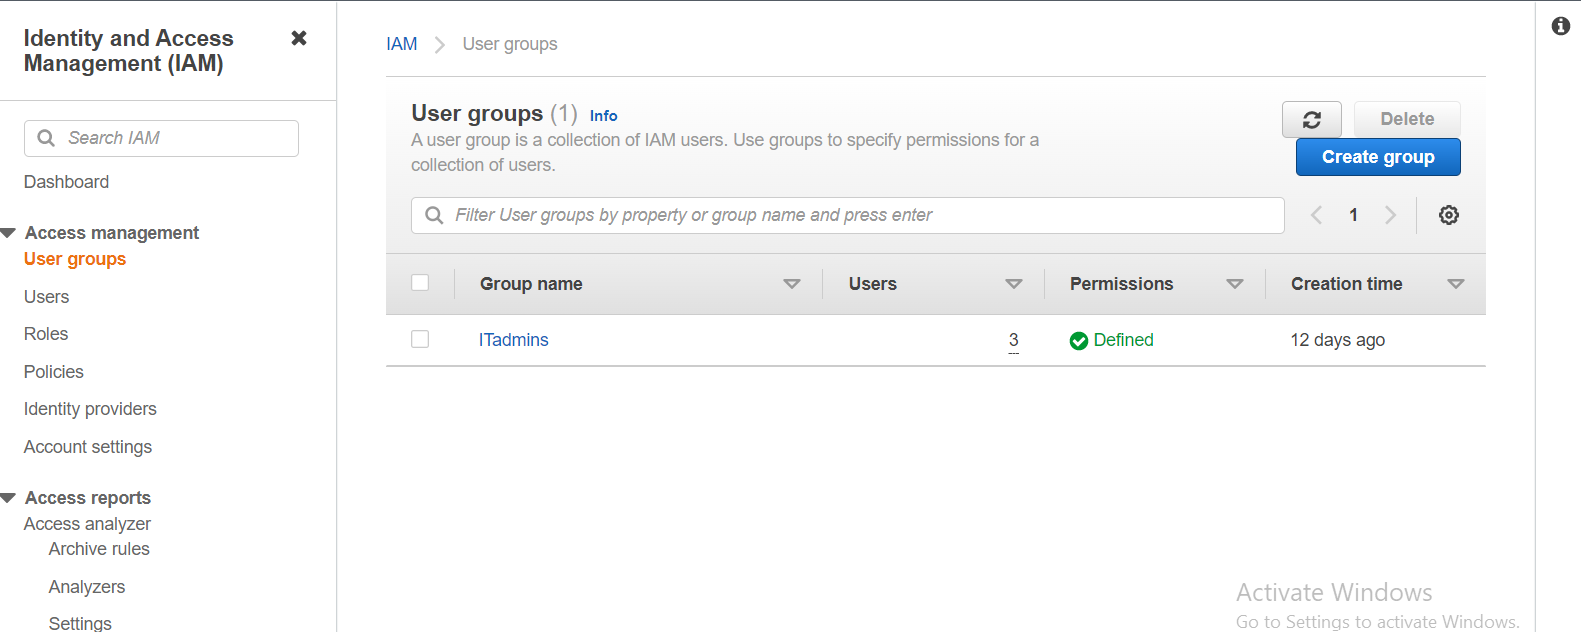 Identity and Access
Management (IAM)
Search IAM
Dashboard
Access management
User groups
Users
Roles
Policies
Identity providers
Account settings
Access reports
Access analyzer
Archive rules
Analyzers
Settings
IAM User groups
User groups (1) Info
A user group is a collection of IAM users. Use groups to specify permissions for a
collection of users.
Delete
Create group
Filter User groups by property or group name and press enter
1
Group name Users Permissions Creation time
ITadmins 3 Defined 12 days ago
Activate Windows
Go to Settings to activate Windows.